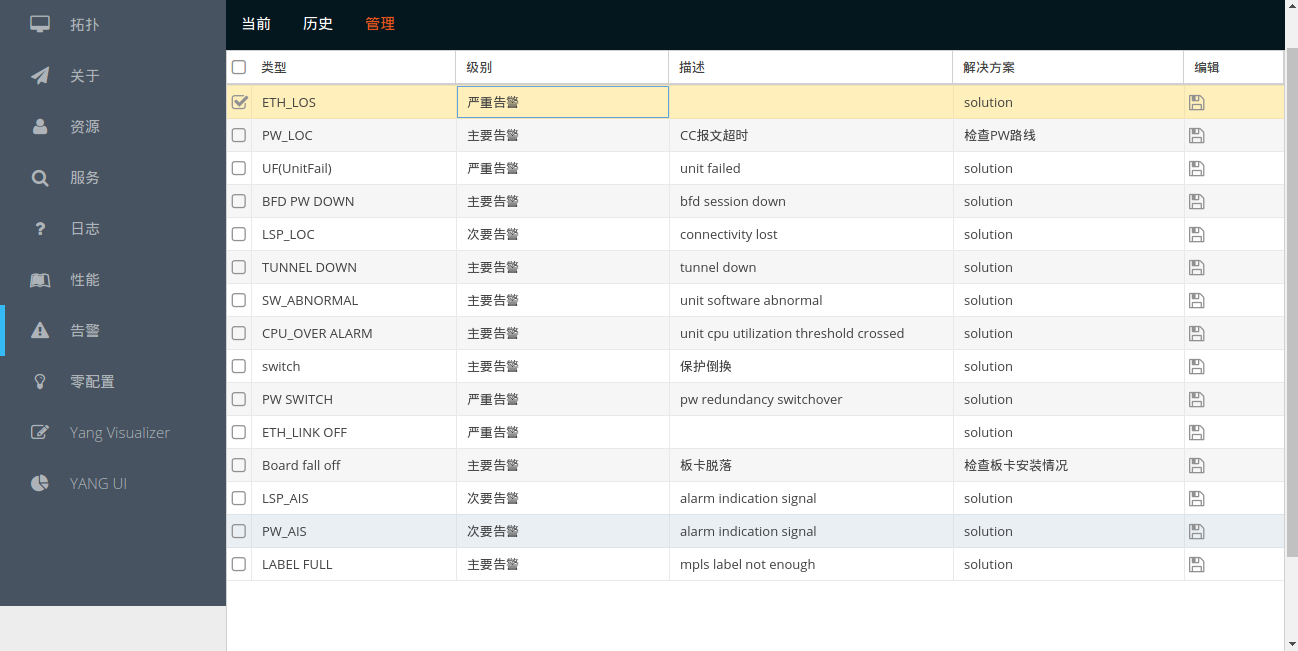 拓扑
关于
资源
服务
日志
性能
告警
零配置
Yang Visualizer
YANG UI
当前 历史 管理
类型 级别 描述 解决方案 编辑
ETH_LOS 严重告警 solution
PW_LOC 主要告警 CC报文超时 检查PW路线
UF(UnitFail) 严重告警 unit failed solution
BFD PW DOWN 主要告警 bfd session down solution
LSP_LOC 次要告警 connectivity lost solution
TUNNEL DOWN 主要告警 tunnel down solution
SW_ABNORMAL 主要告警 unit software abnormal solution
CPU_OVER ALARM 主要告警 unit cpu utilization threshold crossed solution
switch 主要告警 保护倒换 solution
PW SWITCH 严重告警 pw redundancy switchover solution
ETH_LINK OFF 严重告警 solution
Board fall off 主要告警 板卡脱落 检查板卡安装情况
LSP_AIS 次要告警 alarm indication signal solution
PW_AIS 次要告警 alarm indication signal solution
LABEL FULL 主要告警 mpls label not enough solution